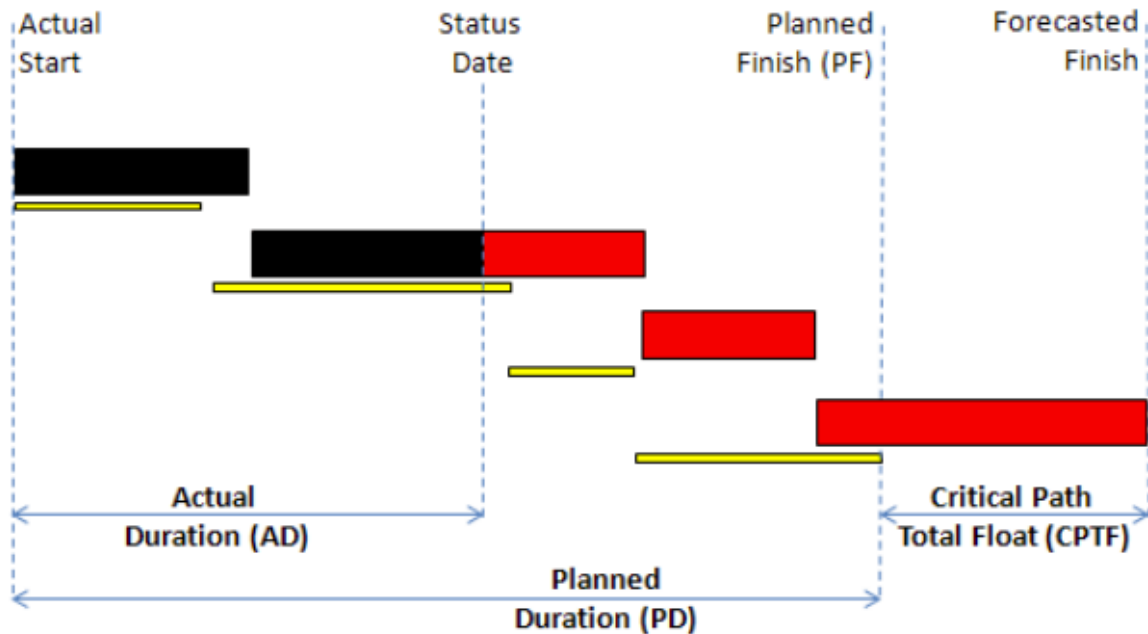 Actual
Start
Status
Date
Planned
Finish (PF)
Forecasted
Finish
Actual
Duration (AD)
Critical Path
Total Float (CPTF)
Planned
Duration (PD)